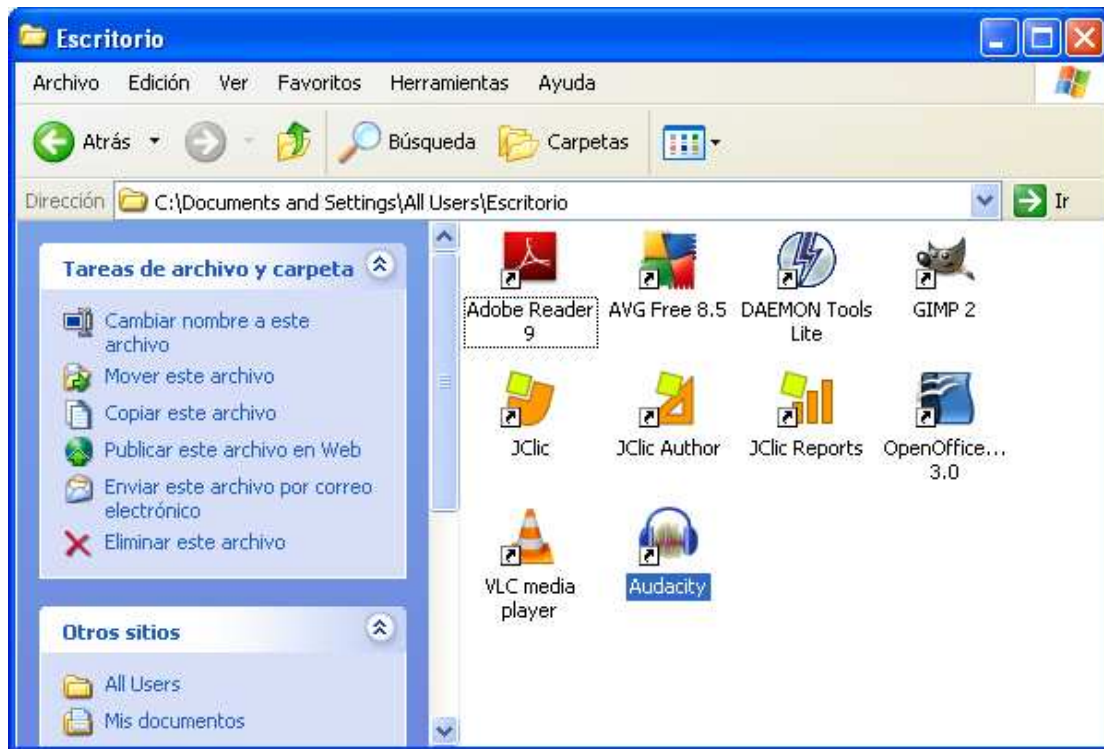 Escritorio
Archivo Edición Ver Favoritos Herramientas Ayuda
Atrás Búsqueda Carpetas
Dirección C:\Documents and Settings\All Users\Escritorio Ir
Tareas de archivo y carpeta
Cambiar nombre a este
archivo
Mover este archivo
Copiar este archivo
Publicar este archivo en Web
Enviar este archivo por correo
electrónico
Eliminar este archivo
Otros sitios
All Users
Mis documentos
Adobe Reader
9
AVG Free 8.5
DAEMON Tools
Lite
GIMP 2
JClic
JClic Author
JClic Reports
OpenOffice...
3.0
VLC media
player
Audacity